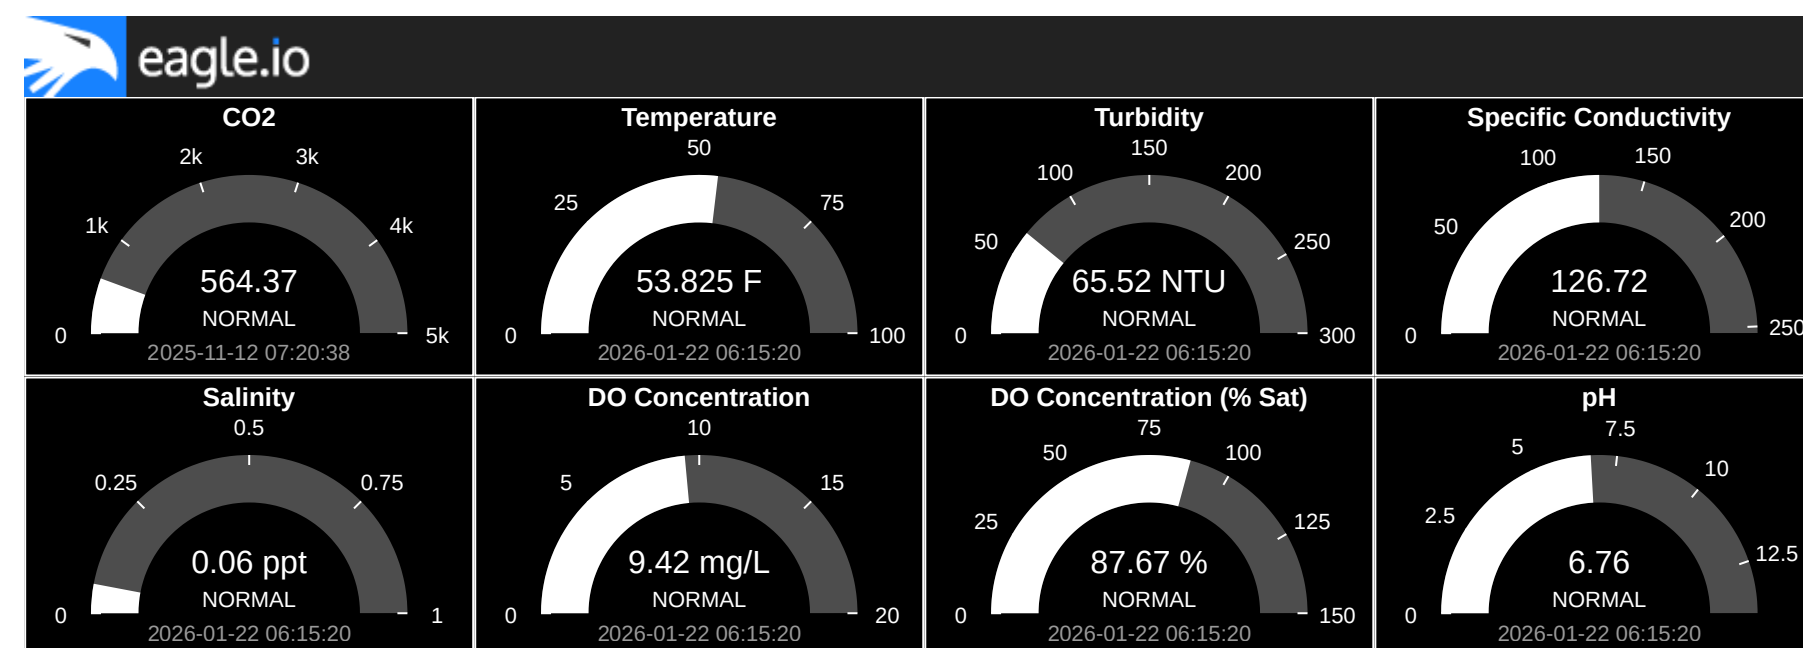 eagle.io
CO2
0
1k
2k
3k
4k
5k
564.37
NORMAL
2025-11-12 07:20:38
Temperature
0
25
50
75
100
53.825 F
NORMAL
2026-01-22 06:15:20
Turbidity
0
50
100
150
200
250
300
65.52 NTU
NORMAL
2026-01-22 06:15:20
Specific Conductivity
0
50
100
150
200
250
126.72
NORMAL
2026-01-22 06:15:20
Salinity
0
0.25
0.5
0.75
1
0.06 ppt
NORMAL
2026-01-22 06:15:20
DO Concentration
0
5
10
15
20
9.42 mg/L
NORMAL
2026-01-22 06:15:20
DO Concentration (% Sat)
0
25
50
75
100
125
150
87.67 %
NORMAL
2026-01-22 06:15:20
pH
0
2.5
5
7.5
10
12.5
6.76
NORMAL
2026-01-22 06:15:20